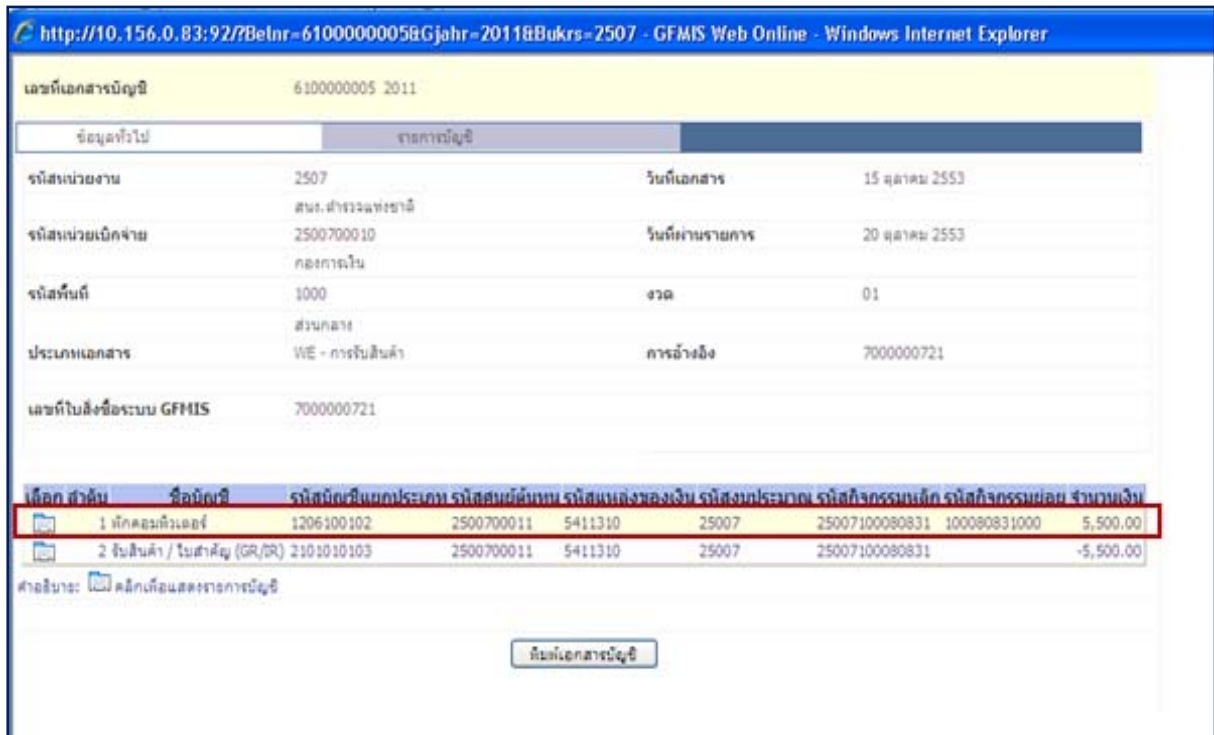 http://10.156.0.83:92/?Belnr=6100000005&Gjahr=2011&Bukrs=2507 - GFMIS Web Online - Windows Internet Explorer
เลขที่เอกสารบัญชี 6100000005 2011
ข้อมูลทั่วไป รายการบัญชี
รหัสหน่วยงาน 2507 วันที่เอกสาร 15 ตุลาคม 2553
สนง.ตำรวจแห่งชาติ
รหัสหน่วยเบิกจ่าย 2500700010 วันที่ผ่านรายการ 20 ตุลาคม 2553
กองการเงิน
รหัสพื้นที่ 1000 งวด 01
ส่วนกลาง
ประเภทเอกสาร WE - การรับสินค้า การอ้างอิง 7000000721
เลขที่ใบสั่งซื้อระบบ GFMIS 7000000721
เลือก ลำดับ ชื่อบัญชี รหัสบัญชีแยกประเภท รหัสศูนย์ต้นทุน รหัสแหล่งของเงิน รหัสงบประมาณ รหัสกิจกรรมหลัก รหัสกิจกรรมย่อย จำนวนเงิน
1 พักคอมพิวเตอร์ 1206100102 2500700011 5411310 25007 25007100080831 100080831000 5,500.00
2 รับสินค้า / ใบสำคัญ (GR/IR) 2101010103 2500700011 5411310 25007 25007100080831 -5,500.00
คำอธิบาย: คลิกเพื่อแสดงรายการบัญชี
พิมพ์เอกสารบัญชี